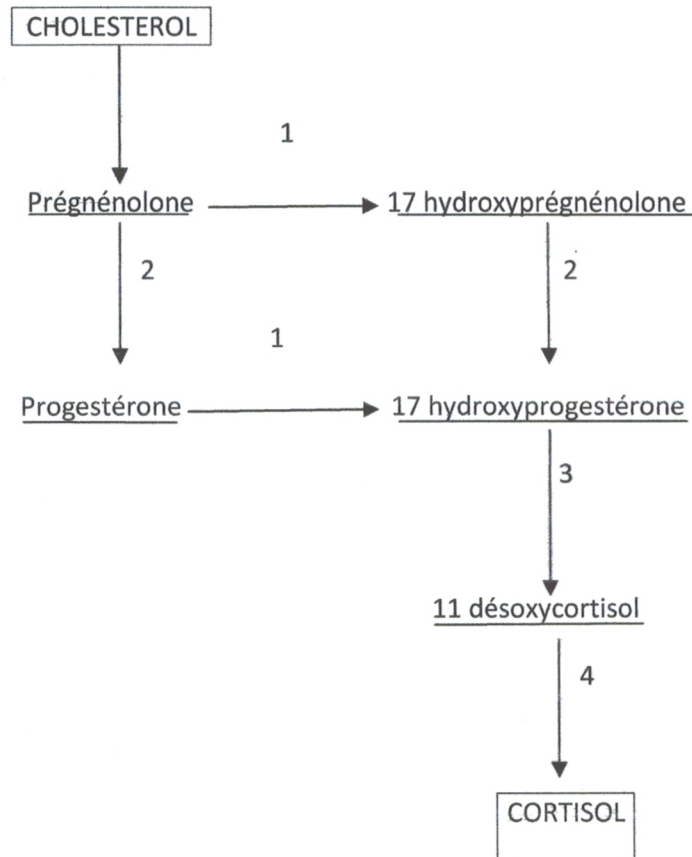 CHOLESTEROL
1
Prégnénolone
17 hydroxyprégnénolone
2
2
1
Progestérone
17 hydroxyprogestérone
3
11 désoxycortisol
4
CORTISOL